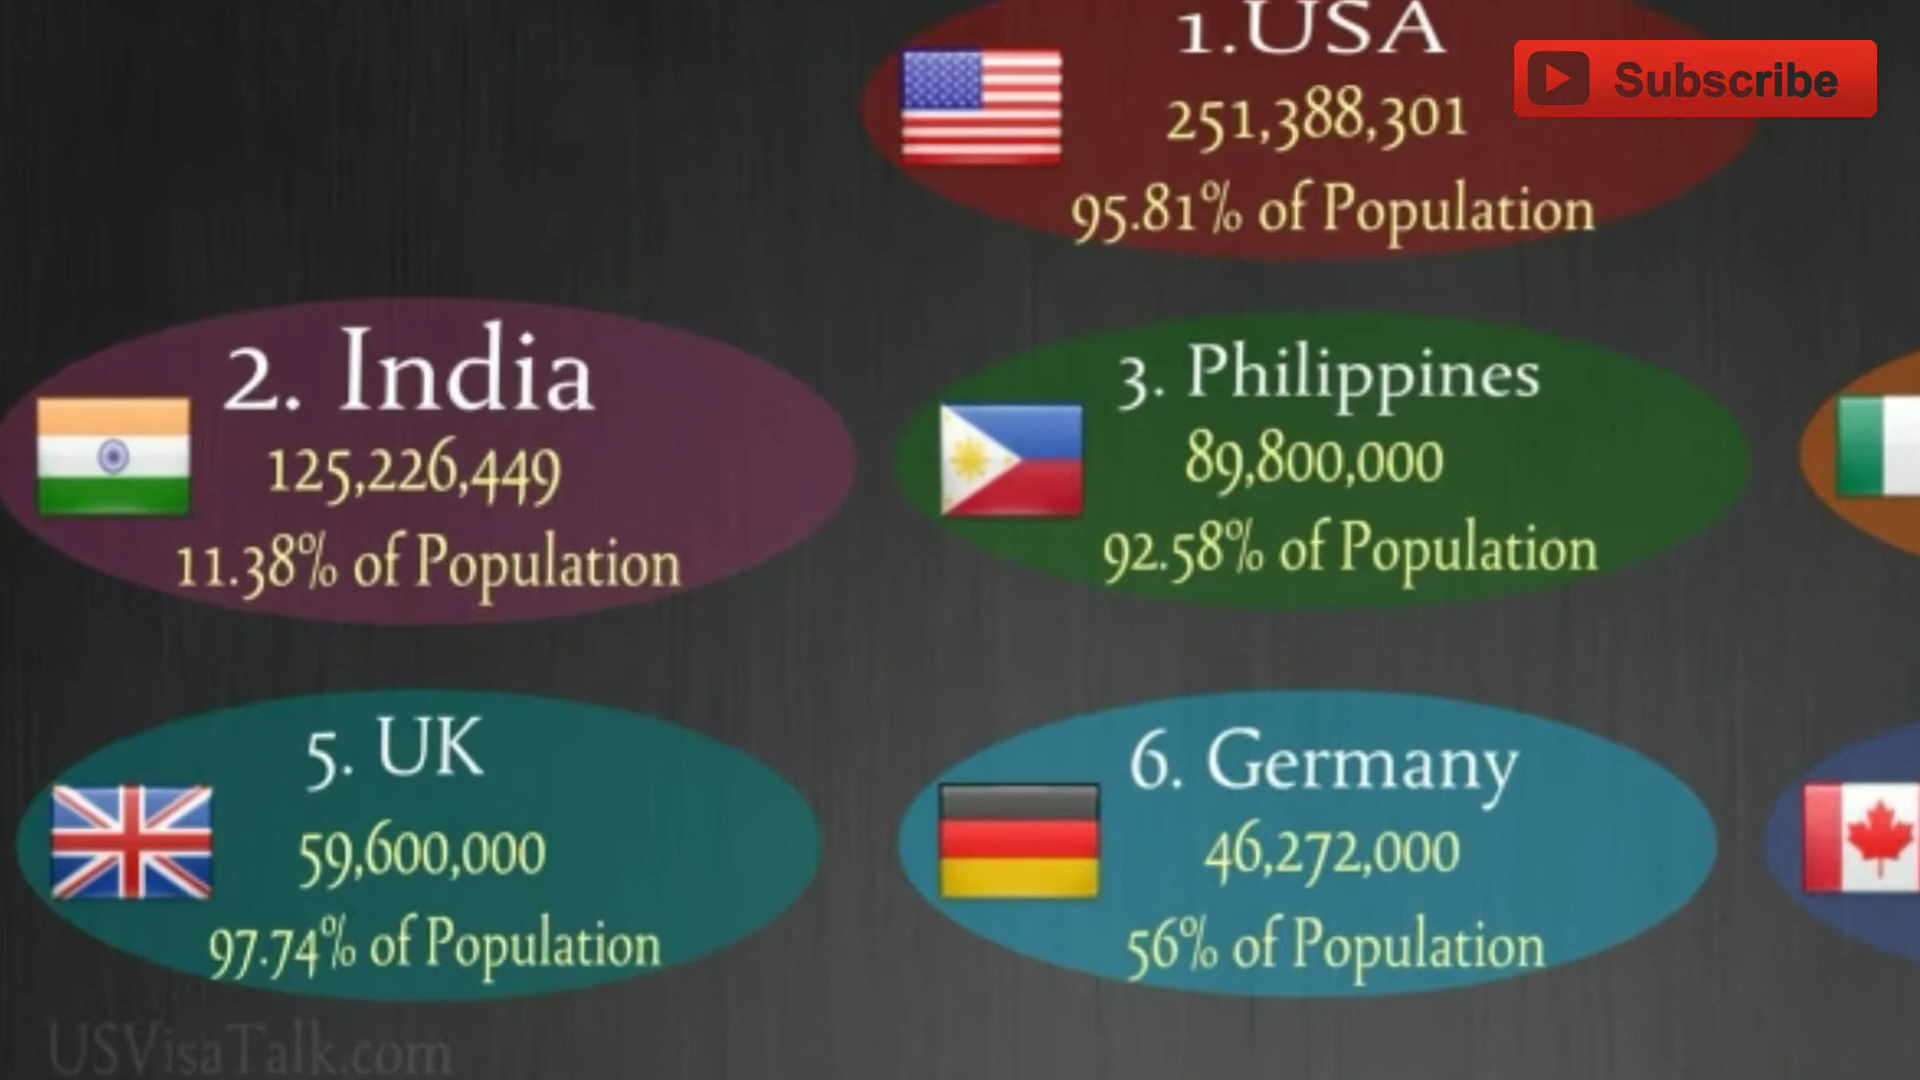 1.USA
251,388,301
95.81% of Population
Subscribe
2. India
125,226,449
11.38% of Population
3. Philippines
89,800,000
92.58% of Population
5. UK
59,600,000
97.74% of Population
6. Germany
46,272,000
56% of Population
USVisaTalk.com